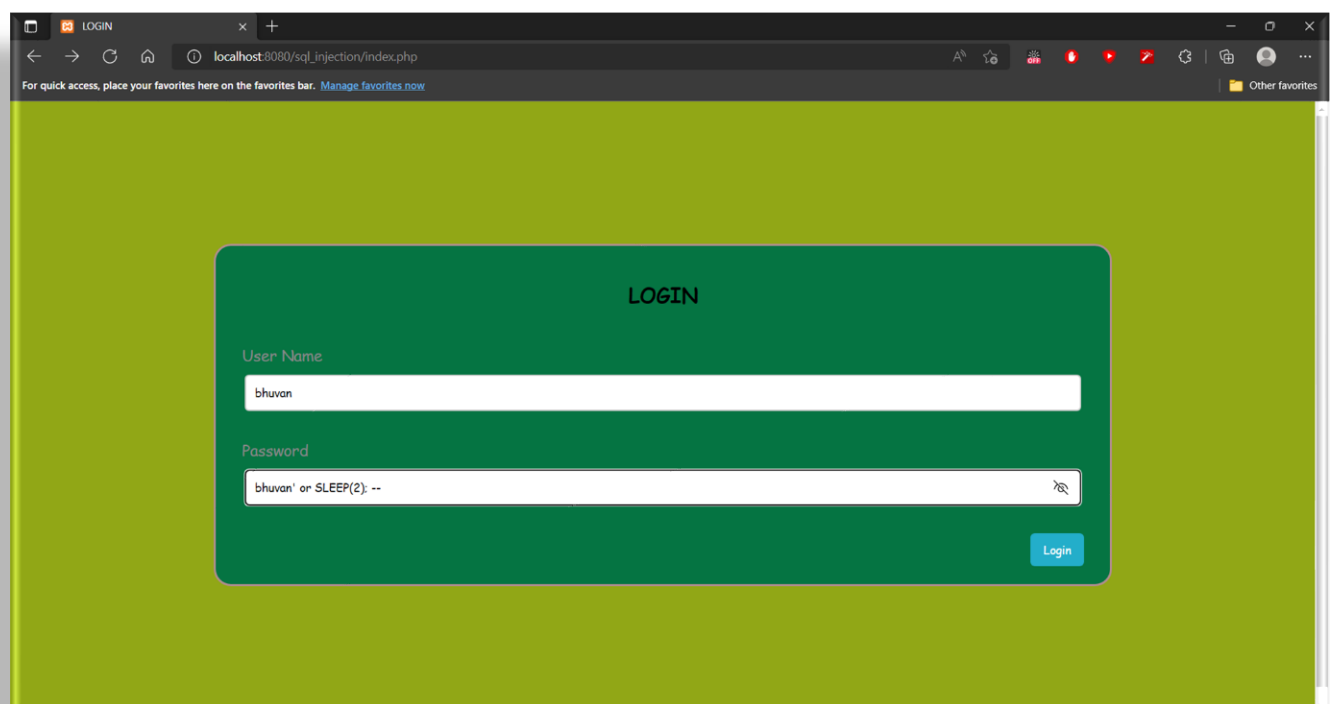 LOGIN
localhost:8080/sql_injection/index.php
OFF
For quick access, place your favorites here on the favorites bar. Manage favorites now
Other favorites
LOGIN
User Name
bhuvan
Password
bhuvan' or SLEEP(2); --
Login